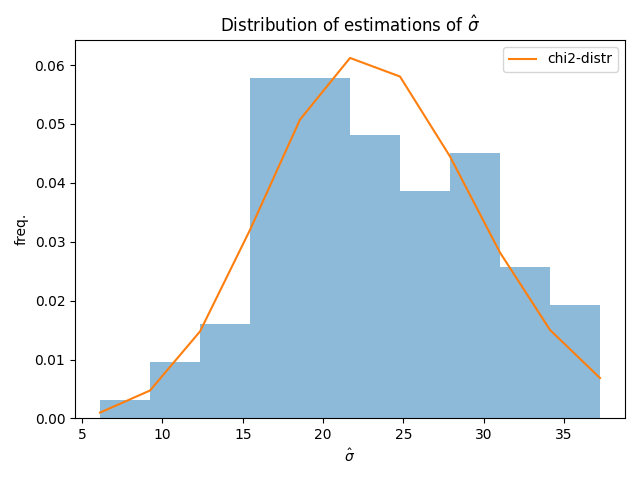 Distribution of estimations of σ̂
chi2-distr
0.06
0.05
0.04
0.03
0.02
0.01
0.00
freq.
5 10 15 20 25 30 35
σ̂